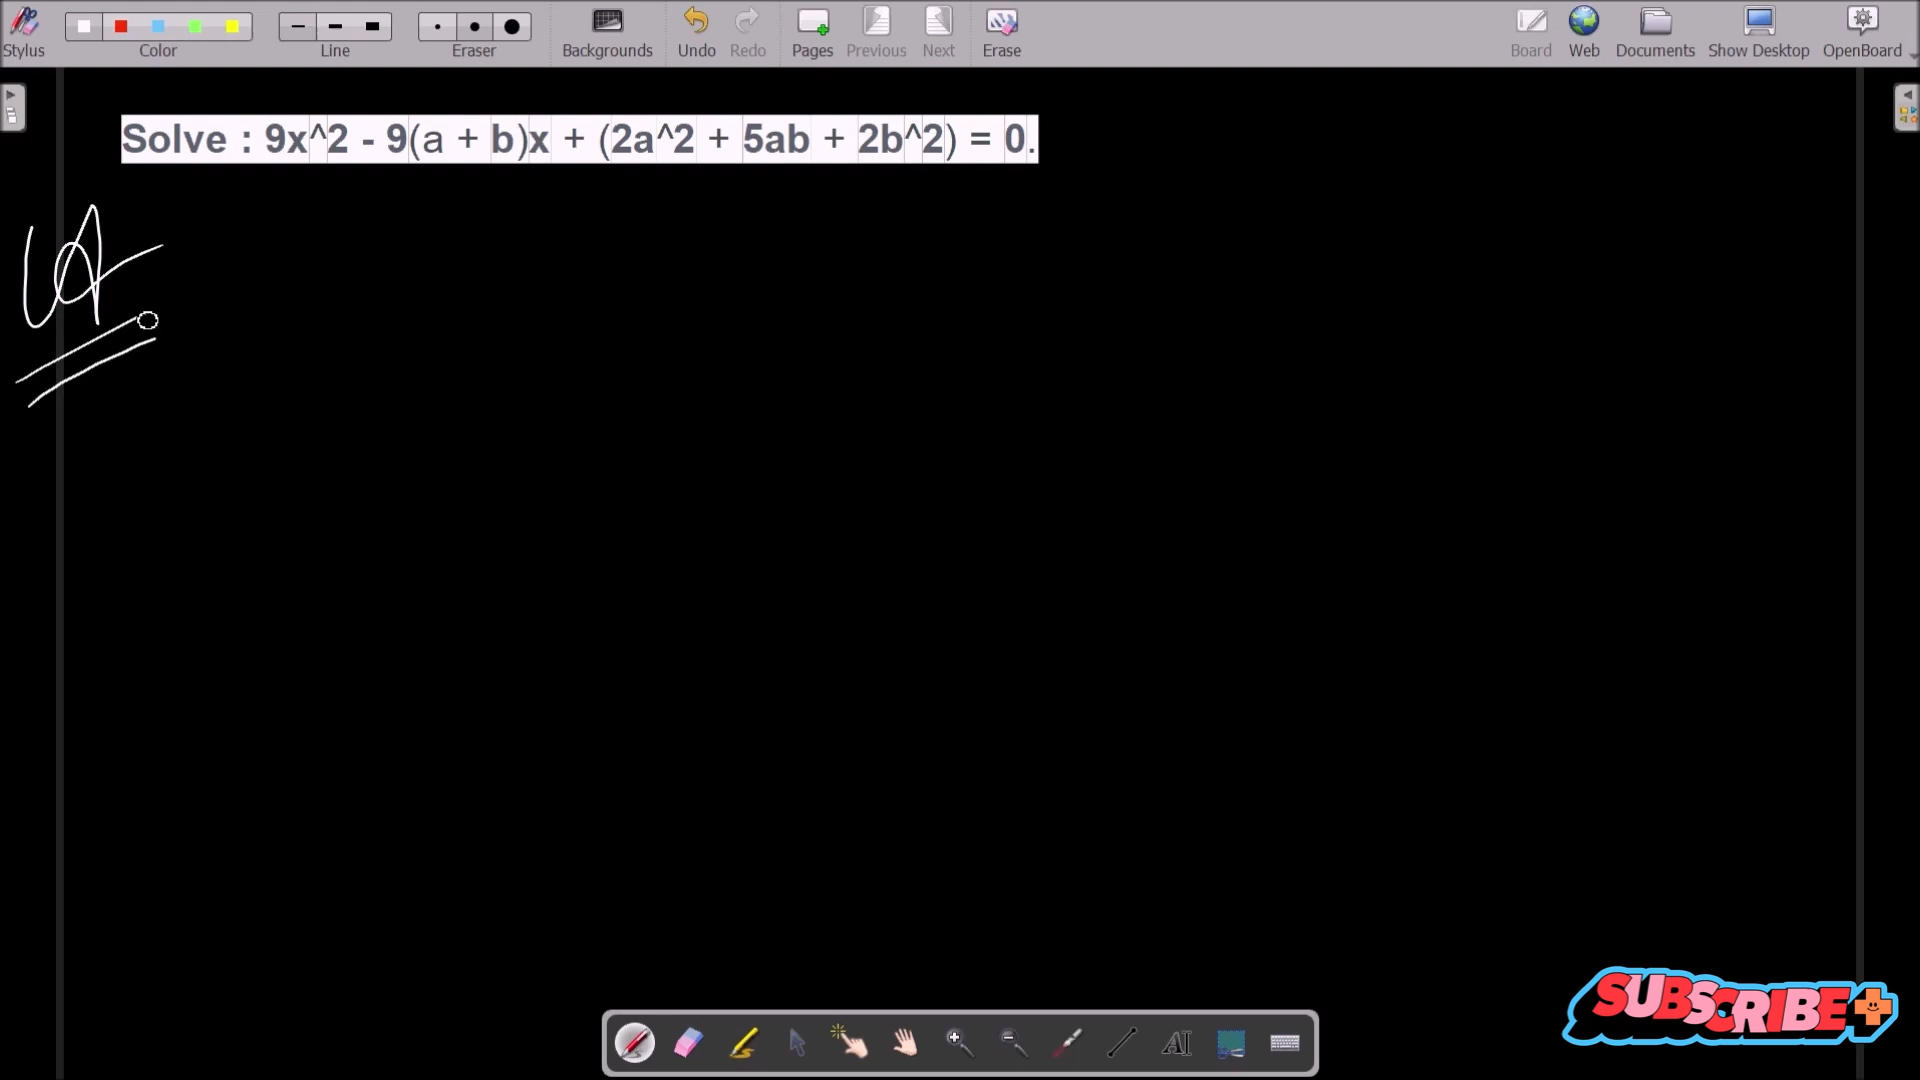 Stylus Color Line Eraser Backgrounds Undo Redo Pages Previous Next Erase Board Web Documents Show Desktop OpenBoard
Solve : 9x^2 - 9(a + b)x + (2a^2 + 5ab + 2b^2) = 0.
AI
SUBSCRIBE